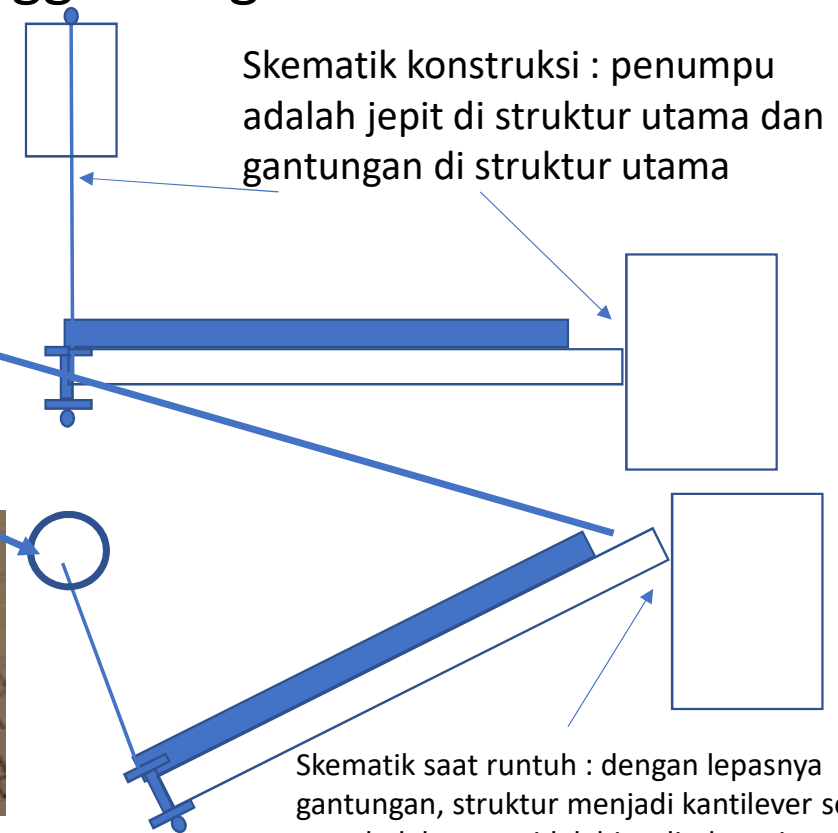 Skematik konstruksi : penumpu
adalah jepit di struktur utama dan
gantungan di struktur utama
Skematik saat runtuh : dengan lepasnya
gantungan, struktur menjadi kantilever